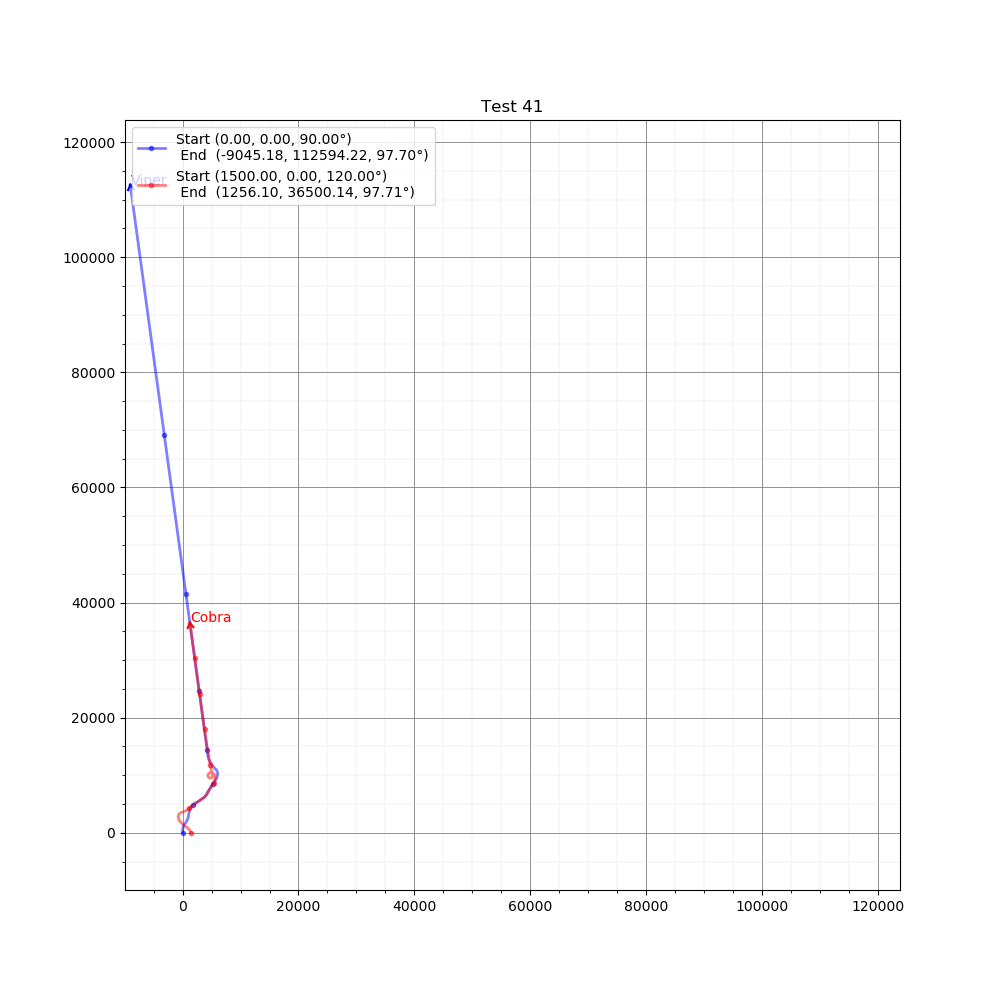 Test 41
Start (0.00, 0.00, 90.00°)
End  (-9045.18, 112594.22, 97.70°)
Start (1500.00, 0.00, 120.00°)
End  (1256.10, 36500.14, 97.71°)
Viper
Cobra
120000
100000
80000
60000
40000
20000
0
0 20000 40000 60000 80000 100000 120000